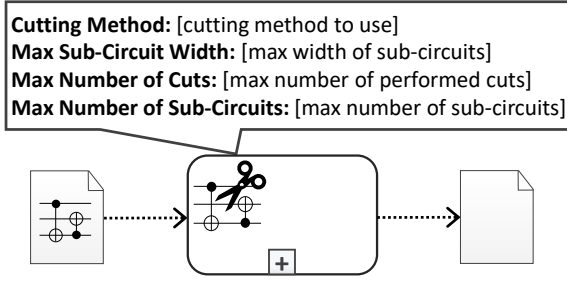 Cutting Method: [cutting method to use]
Max Sub-Circuit Width: [max width of sub-circuits]
Max Number of Cuts: [max number of performed cuts]
Max Number of Sub-Circuits: [max number of sub-circuits]
+